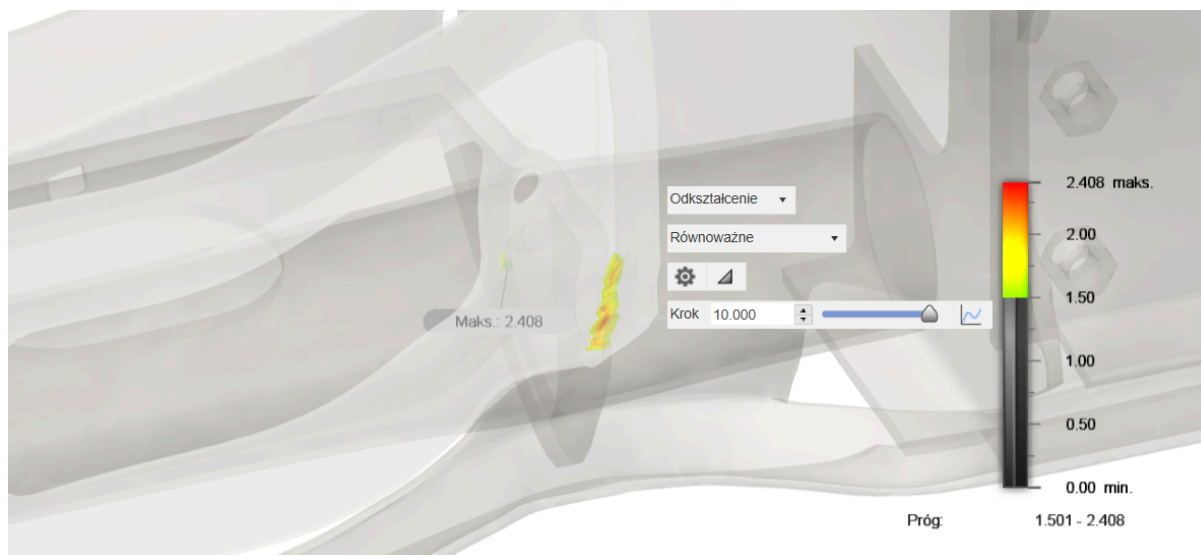 Odkształcenie
Równoważne
Krok 10.000
Maks.: 2.408
2.408 maks.
2.00
1.50
1.00
0.50
0.00 min.
Próg: 1.501 - 2.408